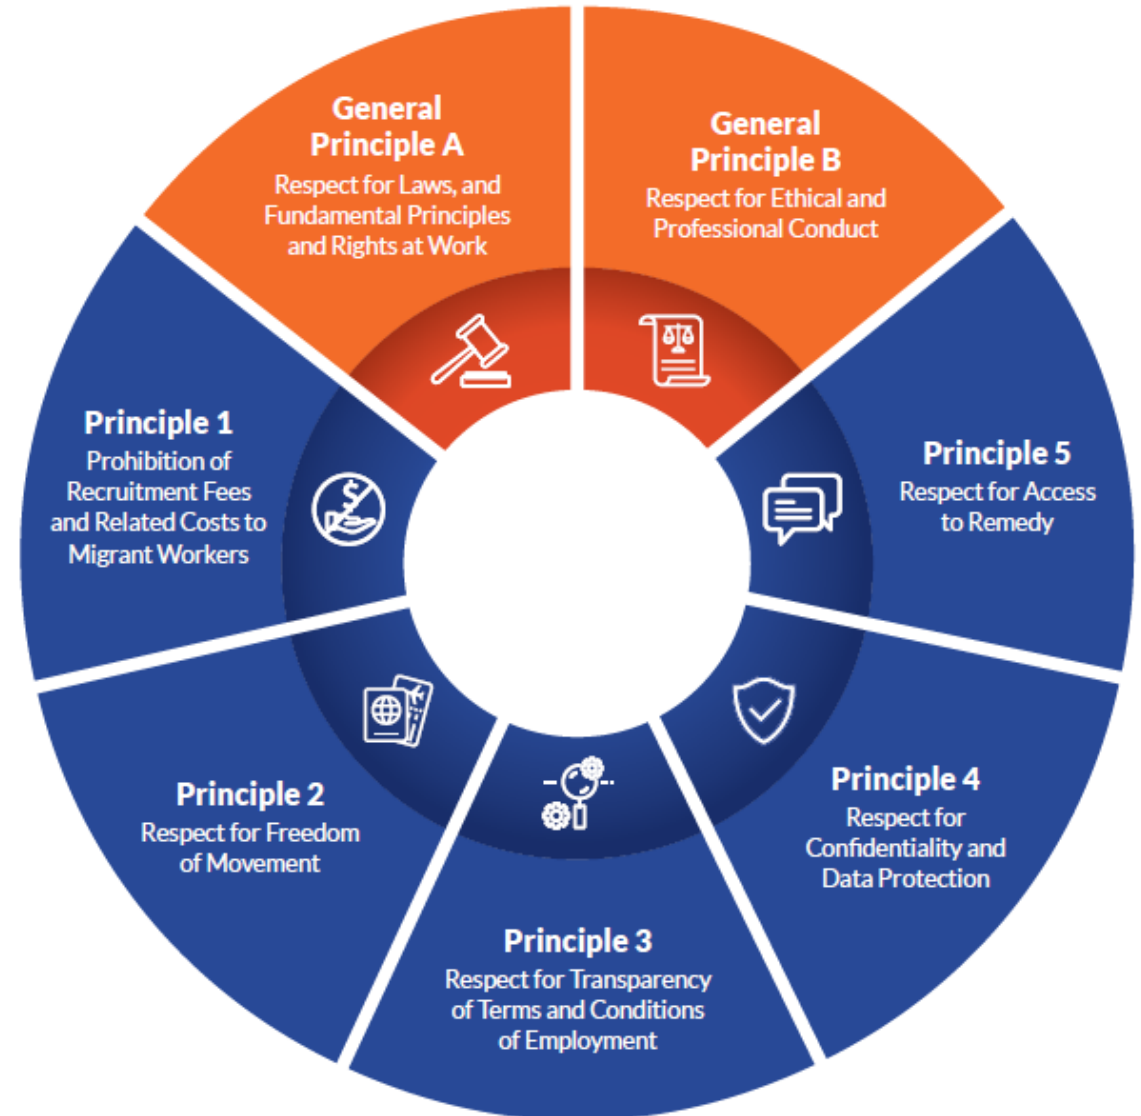 General
Principle A
Respect for Laws, and
Fundamental Principles
and Rights at Work
General
Principle B
Respect for Ethical and
Professional Conduct
Principle 1
Prohibition of
Recruitment Fees
and Related Costs to
Migrant Workers
Principle 2
Respect for Freedom
of Movement
Principle 3
Respect for Transparency
of Terms and Conditions
of Employment
Principle 4
Respect for
Confidentiality and
Data Protection
Principle 5
Respect for Access
to Remedy